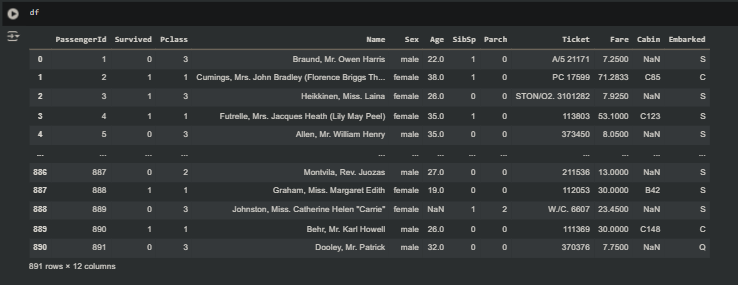 df
PassengerId Survived Pclass Name Sex Age SibSp Parch Ticket Fare Cabin Embarked
0 1 0 3 Braund, Mr. Owen Harris male 22.0 1 0 A/5 21171 7.2500 NaN S
1 2 1 1 Cumings, Mrs. John Bradley (Florence Briggs Th... female 38.0 1 0 PC 17599 71.2833 C85 C
2 3 1 3 Heikkinen, Miss. Laina female 26.0 0 0 STON/O2. 3101282 7.9250 NaN S
3 4 1 1 Futrelle, Mrs. Jacques Heath (Lily May Peel) female 35.0 1 0 113803 53.1000 C123 S
4 5 0 3 Allen, Mr. William Henry male 35.0 0 0 373450 8.0500 NaN S
... ... ... ... ... ... ... ... ... ... ... ... ...
886 887 0 2 Montvila, Rev. Juozas male 27.0 0 0 211536 13.0000 NaN S
887 888 1 1 Graham, Miss. Margaret Edith female 19.0 0 0 112053 30.0000 B42 S
888 889 0 3 Johnston, Miss. Catherine Helen "Carrie" female NaN 1 2 W./C. 6607 23.4500 NaN S
889 890 1 1 Behr, Mr. Karl Howell male 26.0 0 0 111369 30.0000 C148 C
890 891 0 3 Dooley, Mr. Patrick male 32.0 0 0 370376 7.7500 NaN Q
891 rows × 12 columns